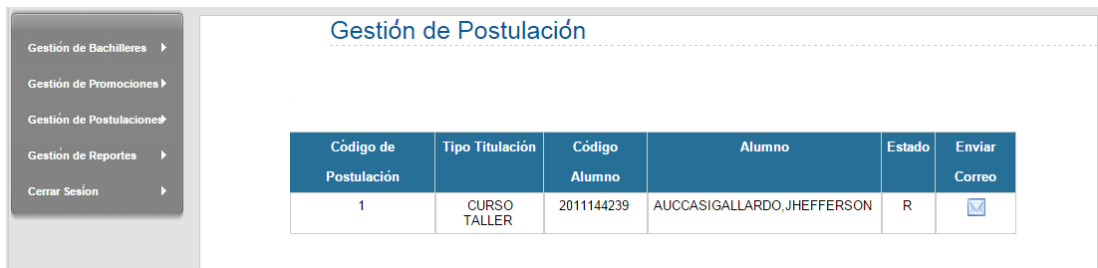 Gestión de Postulación
Gestión de Bachilleres
Gestión de Promociones
Gestión de Postulaciones
Gestión de Reportes
Cerrar Sesion
Código de Postulación Tipo Titulación Código Alumno Alumno Estado Enviar Correo
1 CURSO TALLER 2011144239 AUCCASIGALLARDO,JHEFFERSON R